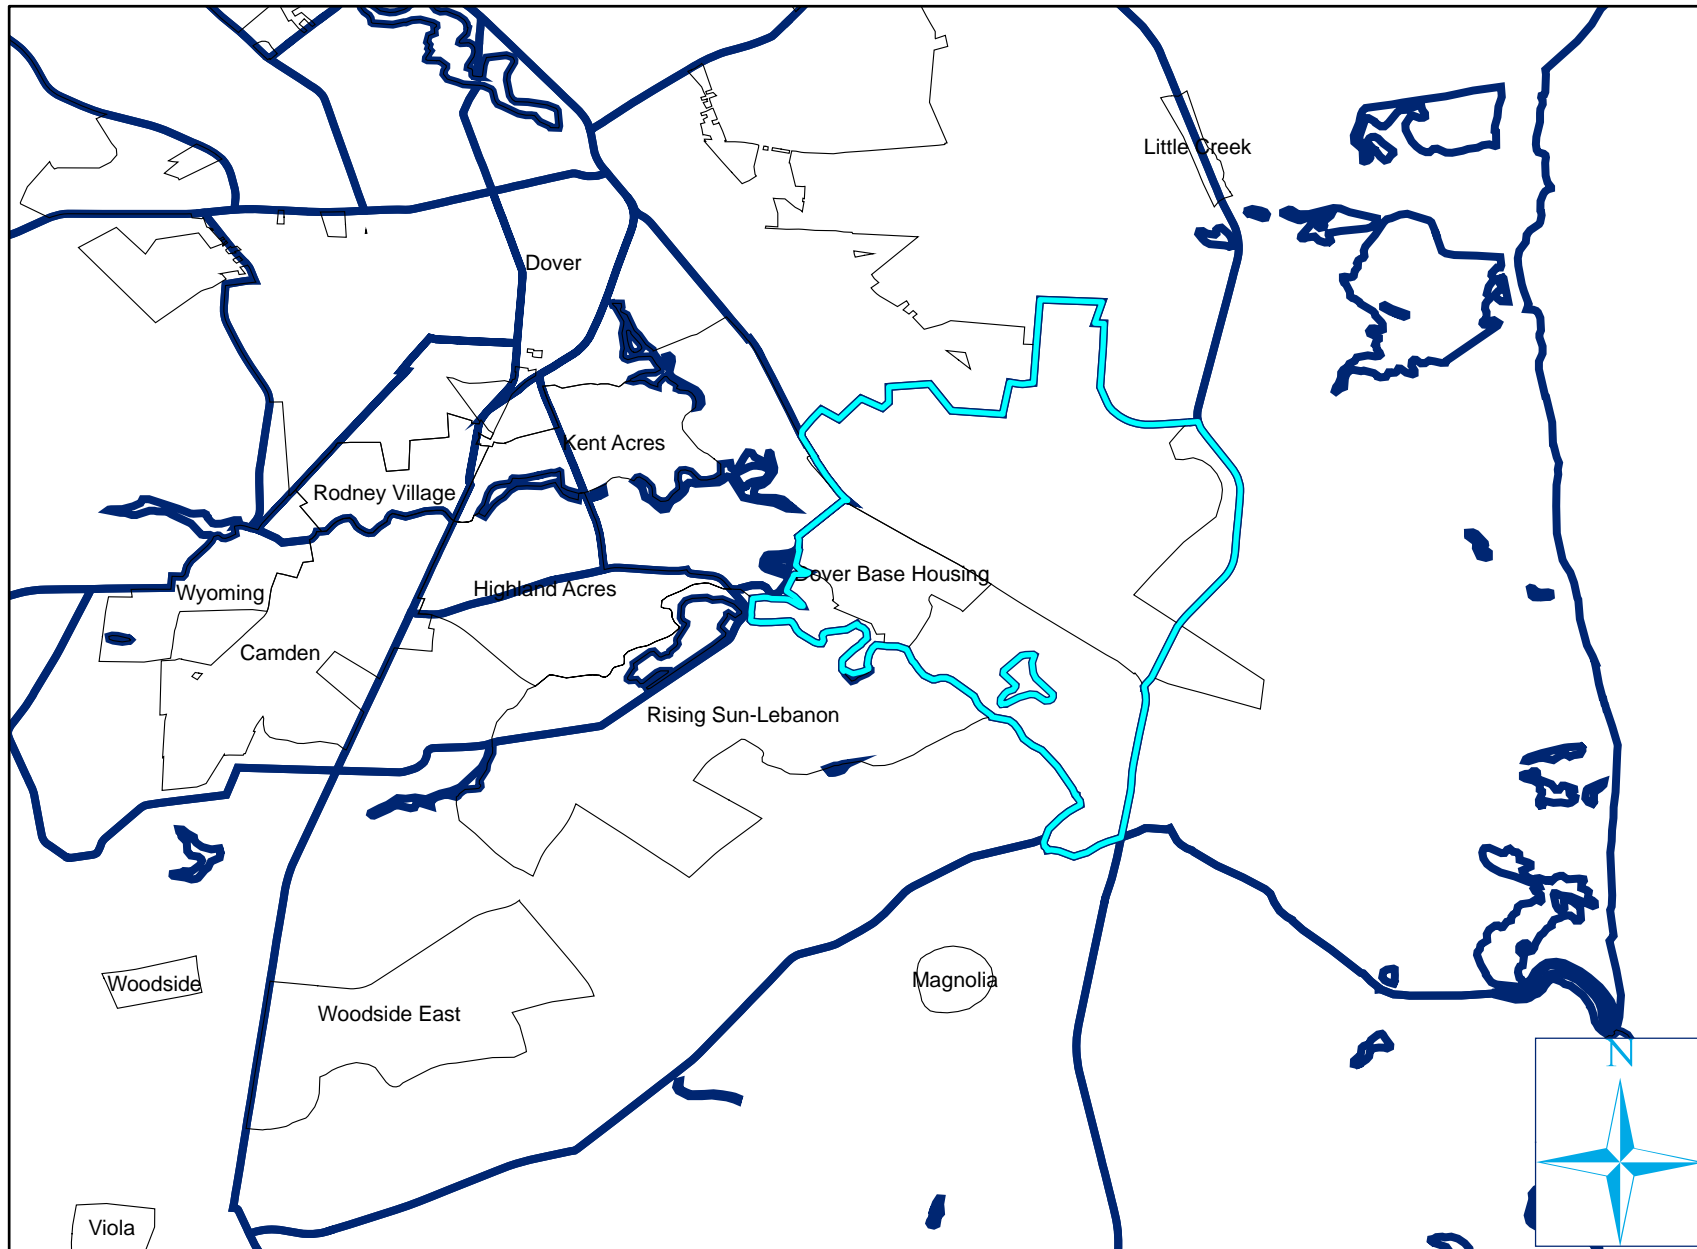 Little Creek
Dover
Kent Acres
Rodney Village
Dover Base Housing
Highland Acres
Wyoming
Camden
Rising Sun-Lebanon
Magnolia
Woodside
Woodside East
N
Viola